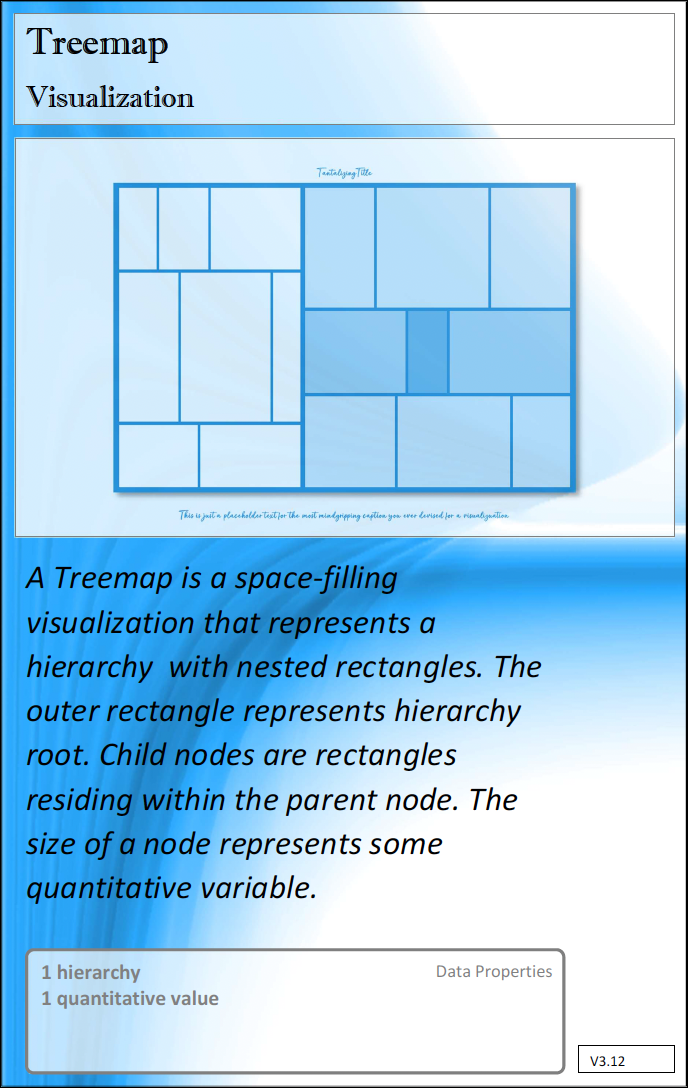 Treemap
Visualization
Tantalizing Title
This is just a placeholder text for the most mindgripping caption you ever devised for a visualization
A Treemap is a space-filling
visualization that represents a
hierarchy  with nested rectangles. The
outer rectangle represents hierarchy
root. Child nodes are rectangles
residing within the parent node. The
size of a node represents some
quantitative variable.
1 hierarchy
Data Properties
1 quantitative value
V3.12